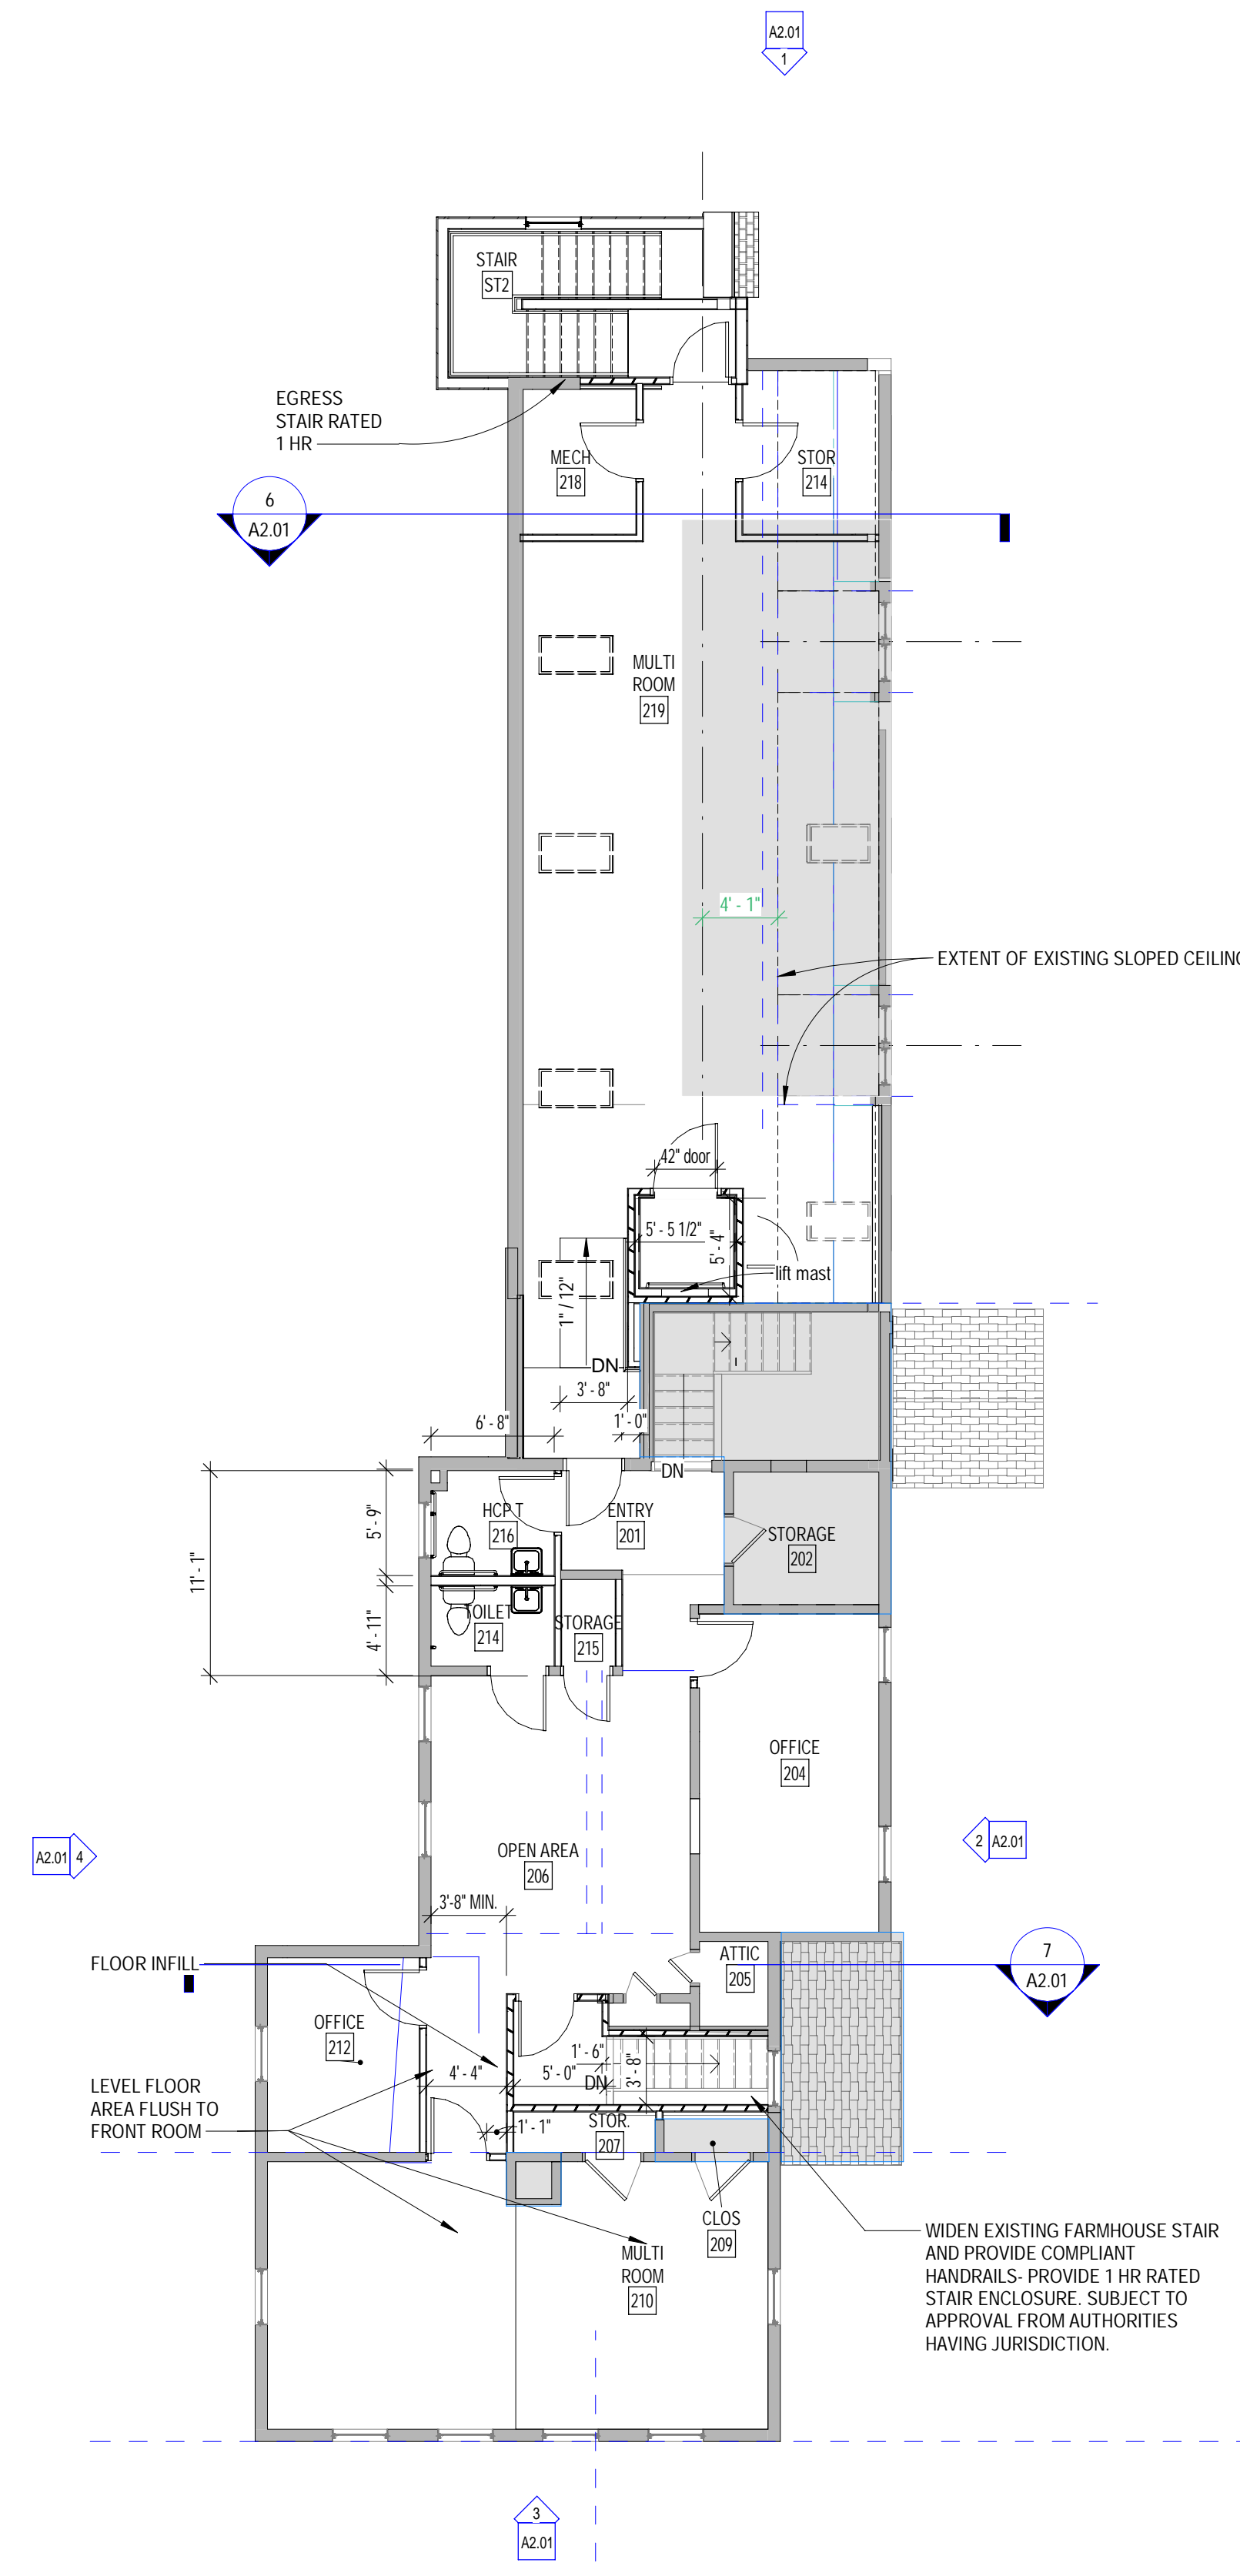 A2.01
1
STAIR
ST2
EGRESS
STAIR RATED
1 HR
MECH
218
STOR
214
6
A2.01
MULTI
ROOM
219
4' - 1"
EXTENT OF EXISTING SLOPED CEILING
42" door
5' - 5 1/2"
5' - 4"
lift mast
1" / 12"
DN
3' - 8"
6' - 8"
1' - 0"
DN
HCP T
216
ENTRY
201
STORAGE
202
5' - 9"
11' - 1"
4' - 11"
TOILET
214
STORAGE
215
OFFICE
204
OPEN AREA
206
A2.01 4
2 A2.01
3'-8" MIN.
FLOOR INFILL
ATTIC
205
7
A2.01
OFFICE
212
1' - 6"
3' - 8"
4' - 4"
5' - 0"
DN
LEVEL FLOOR
AREA FLUSH TO
FRONT ROOM
1' - 1"
STOR.
207
CLOS
209
MULTI
ROOM
210
WIDEN EXISTING FARMHOUSE STAIR
AND PROVIDE COMPLIANT
HANDRAILS- PROVIDE 1 HR RATED
STAIR ENCLOSURE. SUBJECT TO
APPROVAL FROM AUTHORITIES
HAVING JURISDICTION.
3
A2.01